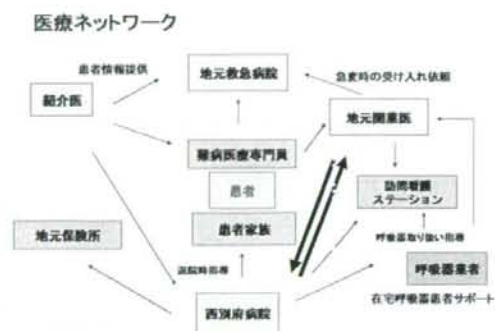 医療ネットワーク
患者情報提供
地元救急病院
急変時の受け入れ依頼
紹介医
地元開業医
難病医療専門員
患者
訪問看護
ステーション
地元保険所
患者家族
呼吸器取り扱い指導
退院時指導
呼吸器業者
西別府病院
在宅呼吸器患者サポート